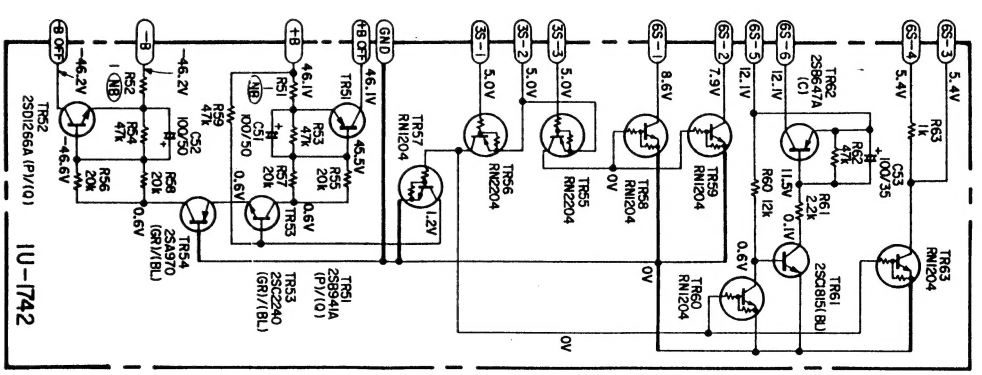 +B OFF
-B
+B
+B OFF
GND
3S-1
3S-2
3S-3
6S-1
6S-2
6S-5
6S-6
6S-4
6S-3
-46.2V
-46.2V
46.1V
46.1V
5.0V
5.0V
5.0V
8.6V
7.9V
12.1V
12.1V
5.4V
5.4V
R52
1 NB
R51
1 NB
TR51
TR62
2SB647A
(C)
TR52
2SD1266A (P)/(Q)
R54
47k
C52
100/50
R59
47k
C51
100/50
R53
47k
45.5V
TR57
RN1204
TR56
RN2204
TR55
RN2204
TR58
RN1204
TR59
RN1204
R62
47k
C53
100/35
R63
1k
-46.6V
R56
20k
R58
20k
0.6V
R57
20k
R55
20k
1.2V
0V
R60 12k
11.5V
R61
2.2k
0.6V
TR54
2SA970
(GR)/(BL)
TR53
0.6V
0.1V
0.6V
TR61
2SC1815(BL)
TR63
RN1204
TR51
2SB941A
(P)/(Q)
TR53
2SC2240
(GR)/(BL)
0V
TR60
RN1204
0V
1U-1742